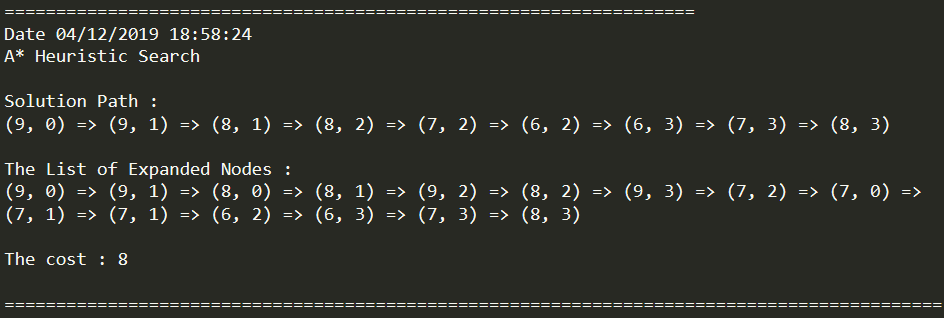 ===================================================================
Date 04/12/2019 18:58:24
A* Heuristic Search
Solution Path :
(9, 0) => (9, 1) => (8, 1) => (8, 2) => (7, 2) => (6, 2) => (6, 3) => (7, 3) => (8, 3)
The List of Expanded Nodes :
(9, 0) => (9, 1) => (8, 0) => (8, 1) => (9, 2) => (8, 2) => (9, 3) => (7, 2) => (7, 0) =>
(7, 1) => (7, 1) => (6, 2) => (6, 3) => (7, 3) => (8, 3)
The cost : 8
===========================================================================================